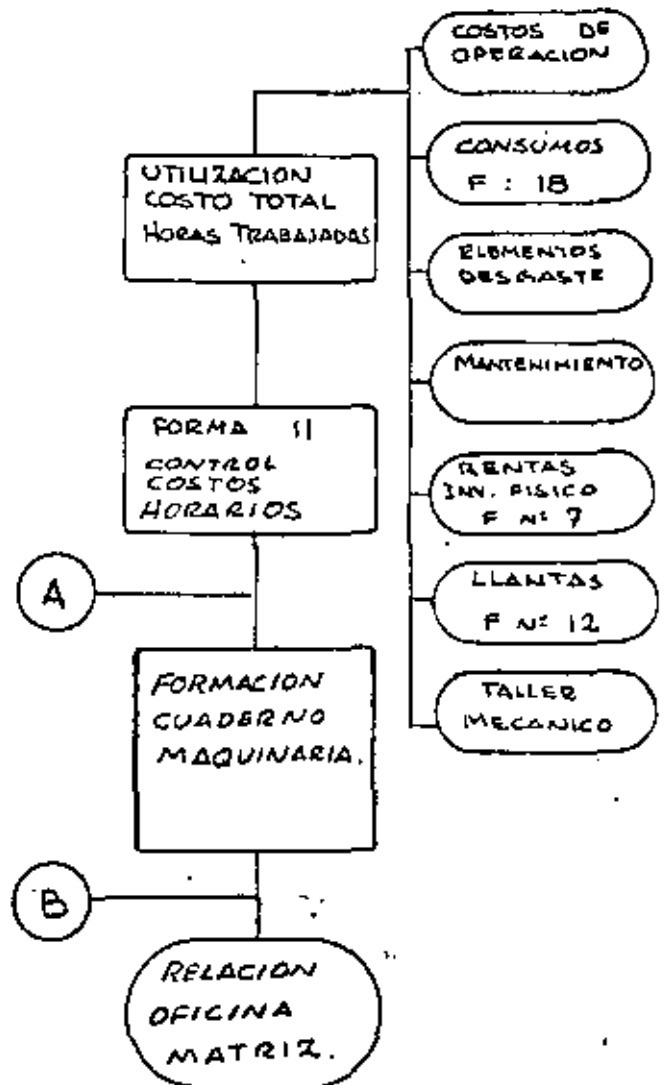 COSTOS DE
OPERACION
CONSUMOS
F : 18
ELEMENTOS
DESGASTE
MANTENIMIENTO
RENTAS
INV. FISICO
F Nº 7
LLANTAS
F Nº 12
TALLER
MECANICO
UTILIZACION
COSTO TOTAL
HORAS TRABAJADAS
FORMA 11
CONTROL
COSTOS
HORARIOS
A
FORMACION
CUADERNO
MAQUINARIA.
B
RELACION
OFICINA
MATRIZ.